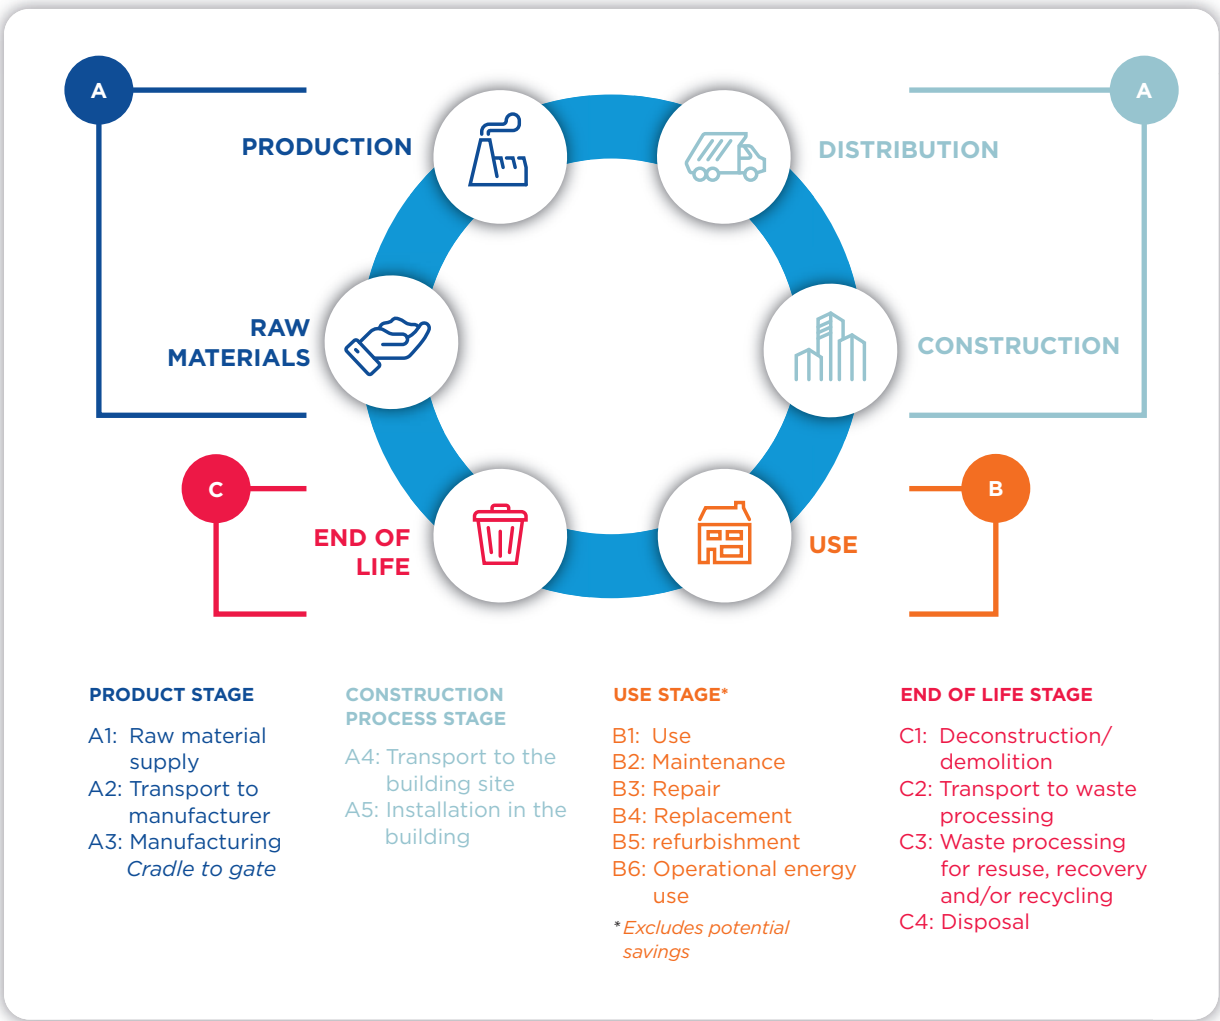 A
A
PRODUCTION
DISTRIBUTION
RAW
MATERIALS
CONSTRUCTION
C
B
END OF
LIFE
USE
PRODUCT STAGE
A1: Raw material
supply
A2: Transport to
manufacturer
A3: Manufacturing
Cradle to gate
CONSTRUCTION
PROCESS STAGE
A4: Transport to the
building site
A5: Installation in the
building
USE STAGE*
B1: Use
B2: Maintenance
B3: Repair
B4: Replacement
B5: refurbishment
B6: Operational energy
use
*Excludes potential
savings
END OF LIFE STAGE
C1: Deconstruction/
demolition
C2: Transport to waste
processing
C3: Waste processing
for resuse, recovery
and/or recycling
C4: Disposal